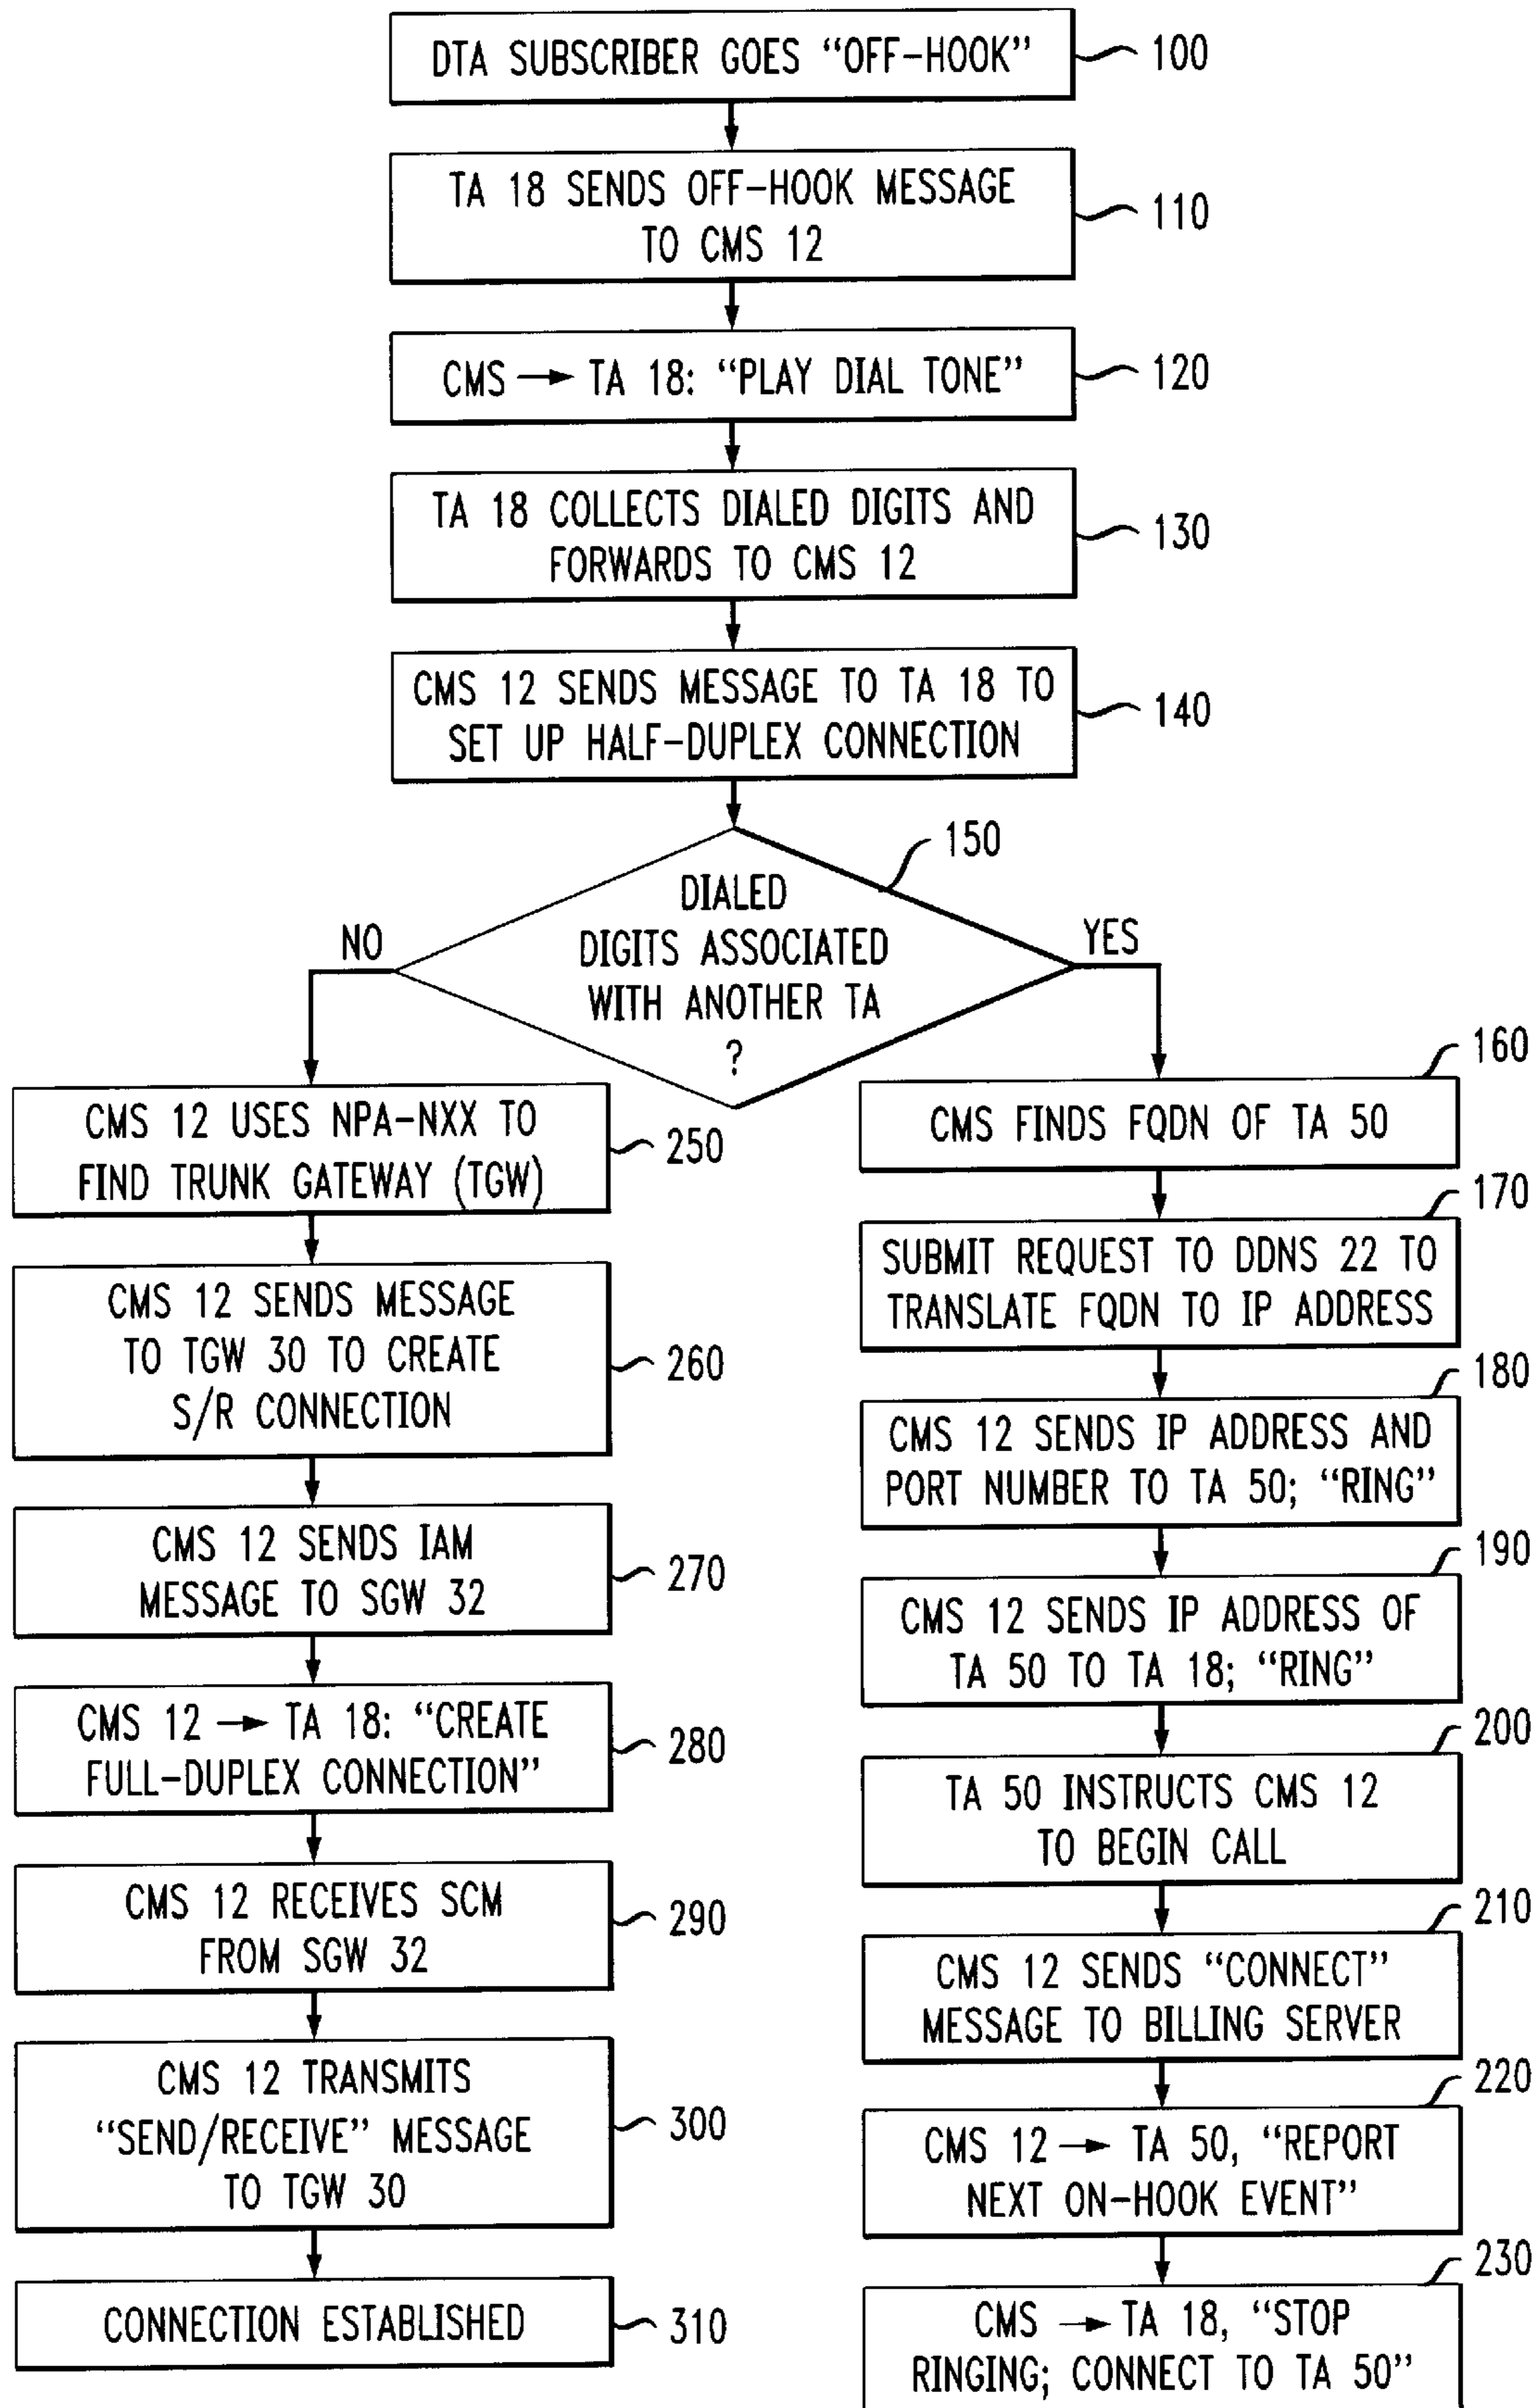 DTA SUBSCRIBER GOES “OFF-HOOK”
100
TA 18 SENDS OFF-HOOK MESSAGE
TO CMS 12
110
CMS → TA 18: “PLAY DIAL TONE”
120
TA 18 COLLECTS DIALED DIGITS AND
FORWARDS TO CMS 12
130
CMS 12 SENDS MESSAGE TO TA 18 TO
SET UP HALF-DUPLEX CONNECTION
140
DIALED
DIGITS ASSOCIATED
WITH ANOTHER TA
?
150
NO
YES
CMS 12 USES NPA-NXX TO
FIND TRUNK GATEWAY (TGW)
250
CMS 12 SENDS MESSAGE
TO TGW 30 TO CREATE
S/R CONNECTION
260
CMS 12 SENDS IAM
MESSAGE TO SGW 32
270
CMS 12 → TA 18: “CREATE
FULL-DUPLEX CONNECTION”
280
CMS 12 RECEIVES SCM
FROM SGW 32
290
CMS 12 TRANSMITS
“SEND/RECEIVE” MESSAGE
TO TGW 30
300
CONNECTION ESTABLISHED
310
160
CMS FINDS FQDN OF TA 50
170
SUBMIT REQUEST TO DDNS 22 TO
TRANSLATE FQDN TO IP ADDRESS
180
CMS 12 SENDS IP ADDRESS AND
PORT NUMBER TO TA 50; “RING”
190
CMS 12 SENDS IP ADDRESS OF
TA 50 TO TA 18; “RING”
200
TA 50 INSTRUCTS CMS 12
TO BEGIN CALL
210
CMS 12 SENDS “CONNECT”
MESSAGE TO BILLING SERVER
220
CMS 12 → TA 50, “REPORT
NEXT ON-HOOK EVENT”
230
CMS → TA 18, “STOP
RINGING; CONNECT TO TA 50”